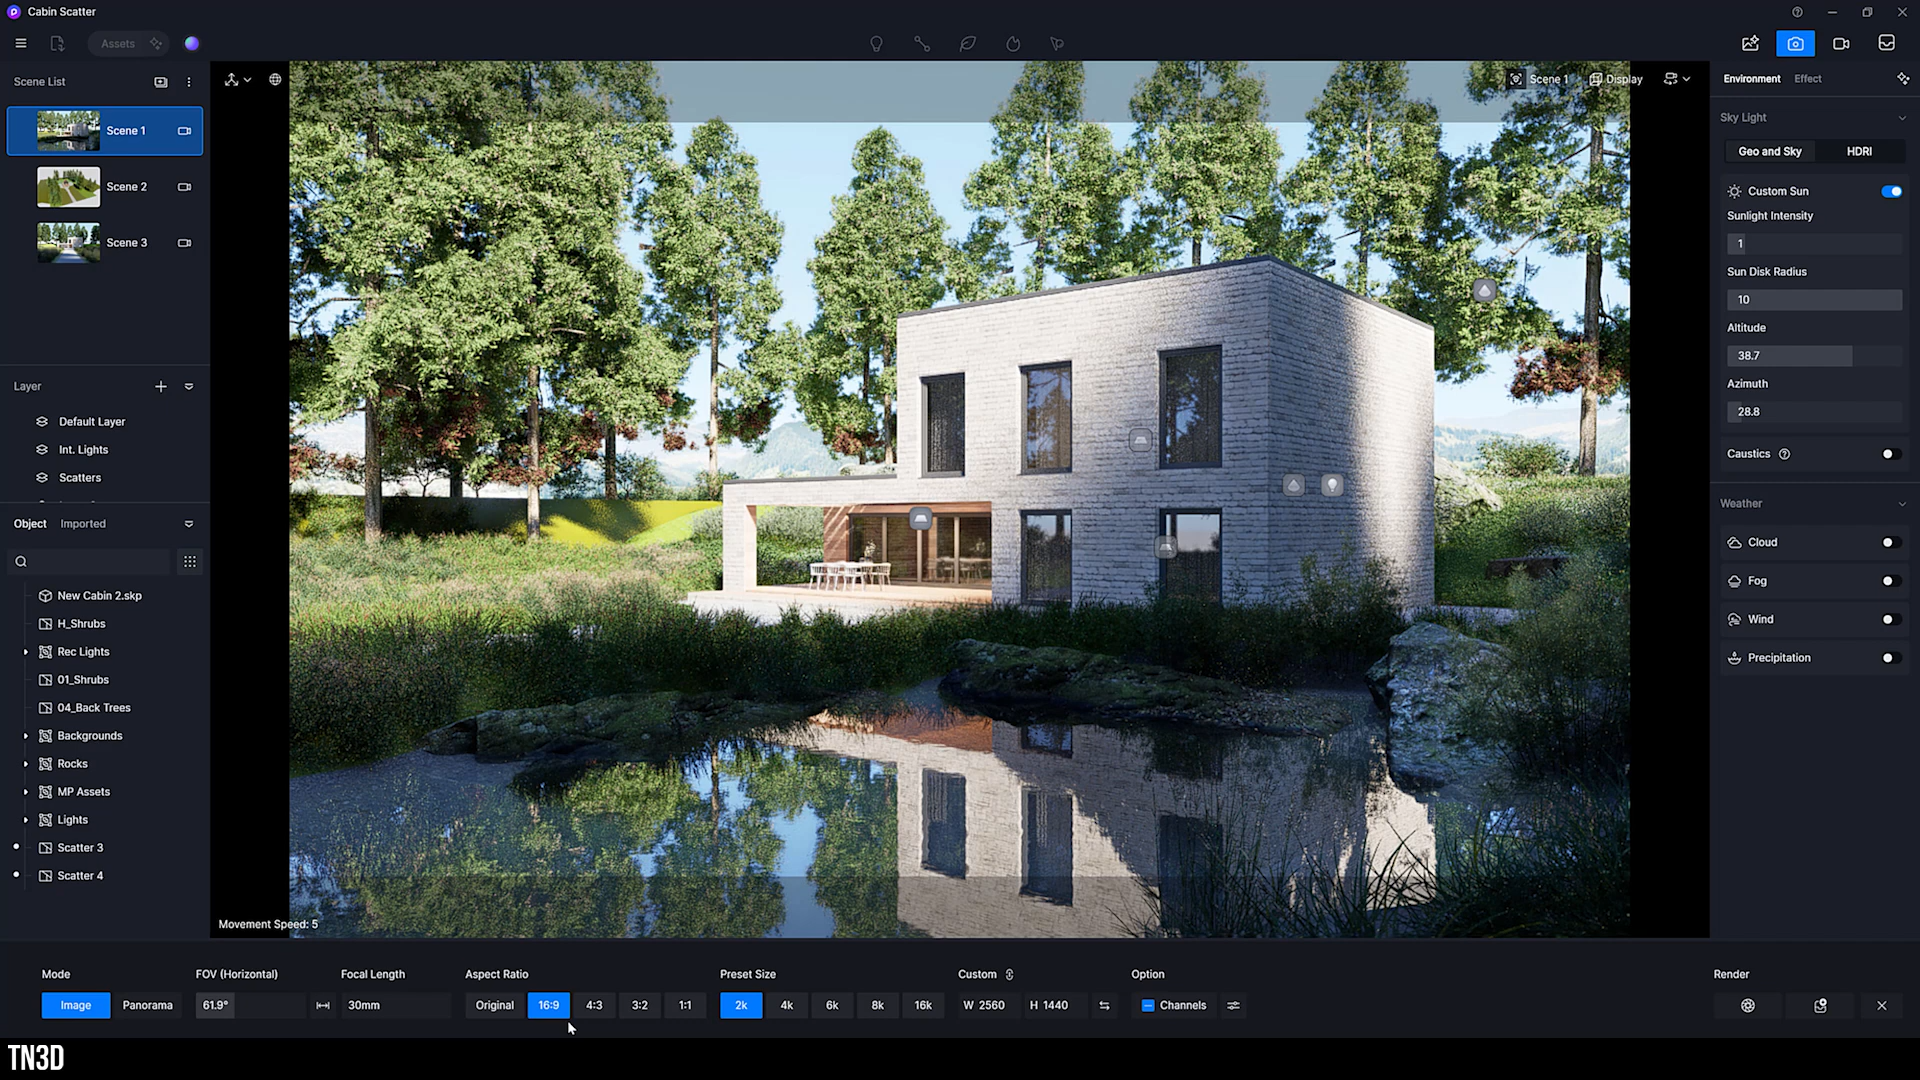 Cabin Scatter
Assets
Scene List
Scene 1
Scene 2
Scene 3
Layer
Default Layer
Int. Lights
Scatters
Object Imported
New Cabin 2.skp
H_Shrubs
Rec Lights
01_Shrubs
04_Back Trees
Backgrounds
Rocks
MP Assets
Lights
Scatter 3
Scatter 4
Scene 1 Display
Movement Speed: 5
Environment Effect
Sky Light
Geo and Sky HDRI
Custom Sun
Sunlight Intensity
1
Sun Disk Radius
10
Altitude
38.7
Azimuth
28.8
Caustics
Weather
Cloud
Fog
Wind
Precipitation
Mode FOV (Horizontal) Focal Length Aspect Ratio Preset Size Custom Option Render
Image Panorama 61.9° 30mm Original 16:9 4:3 3:2 1:1 2k 4k 6k 8k 16k W 2560 H 1440 Channels
TN3D